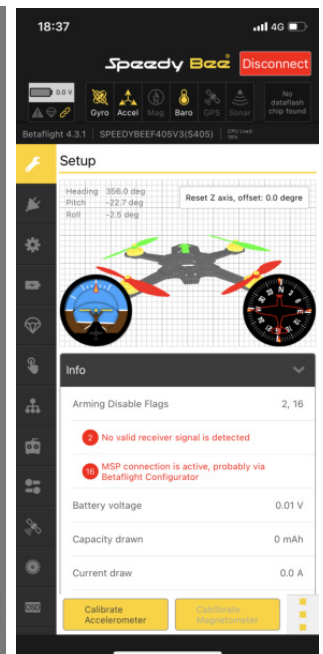 18:37
4G
Speedy Bee
Disconnect
0.0 V
Gyro Accel Mag Baro GPS Sonar
No dataflash chip found
Betaflight 4.3.1 SPEEDYBEEF405V3(S405) CPU Load:
Setup
Heading 356.0 deg
Pitch -22.7 deg
Roll -2.5 deg
Reset Z axis, offset: 0.0 degre
Info
Arming Disable Flags 2, 16
2 No valid receiver signal is detected
16 MSP connection is active, probably via
Betaflight Configurator
Battery voltage 0.01 V
Capacity drawn 0 mAh
Current draw 0.0 A
Calibrate
Accelerometer
Calibrate
Magnetometer
OSD